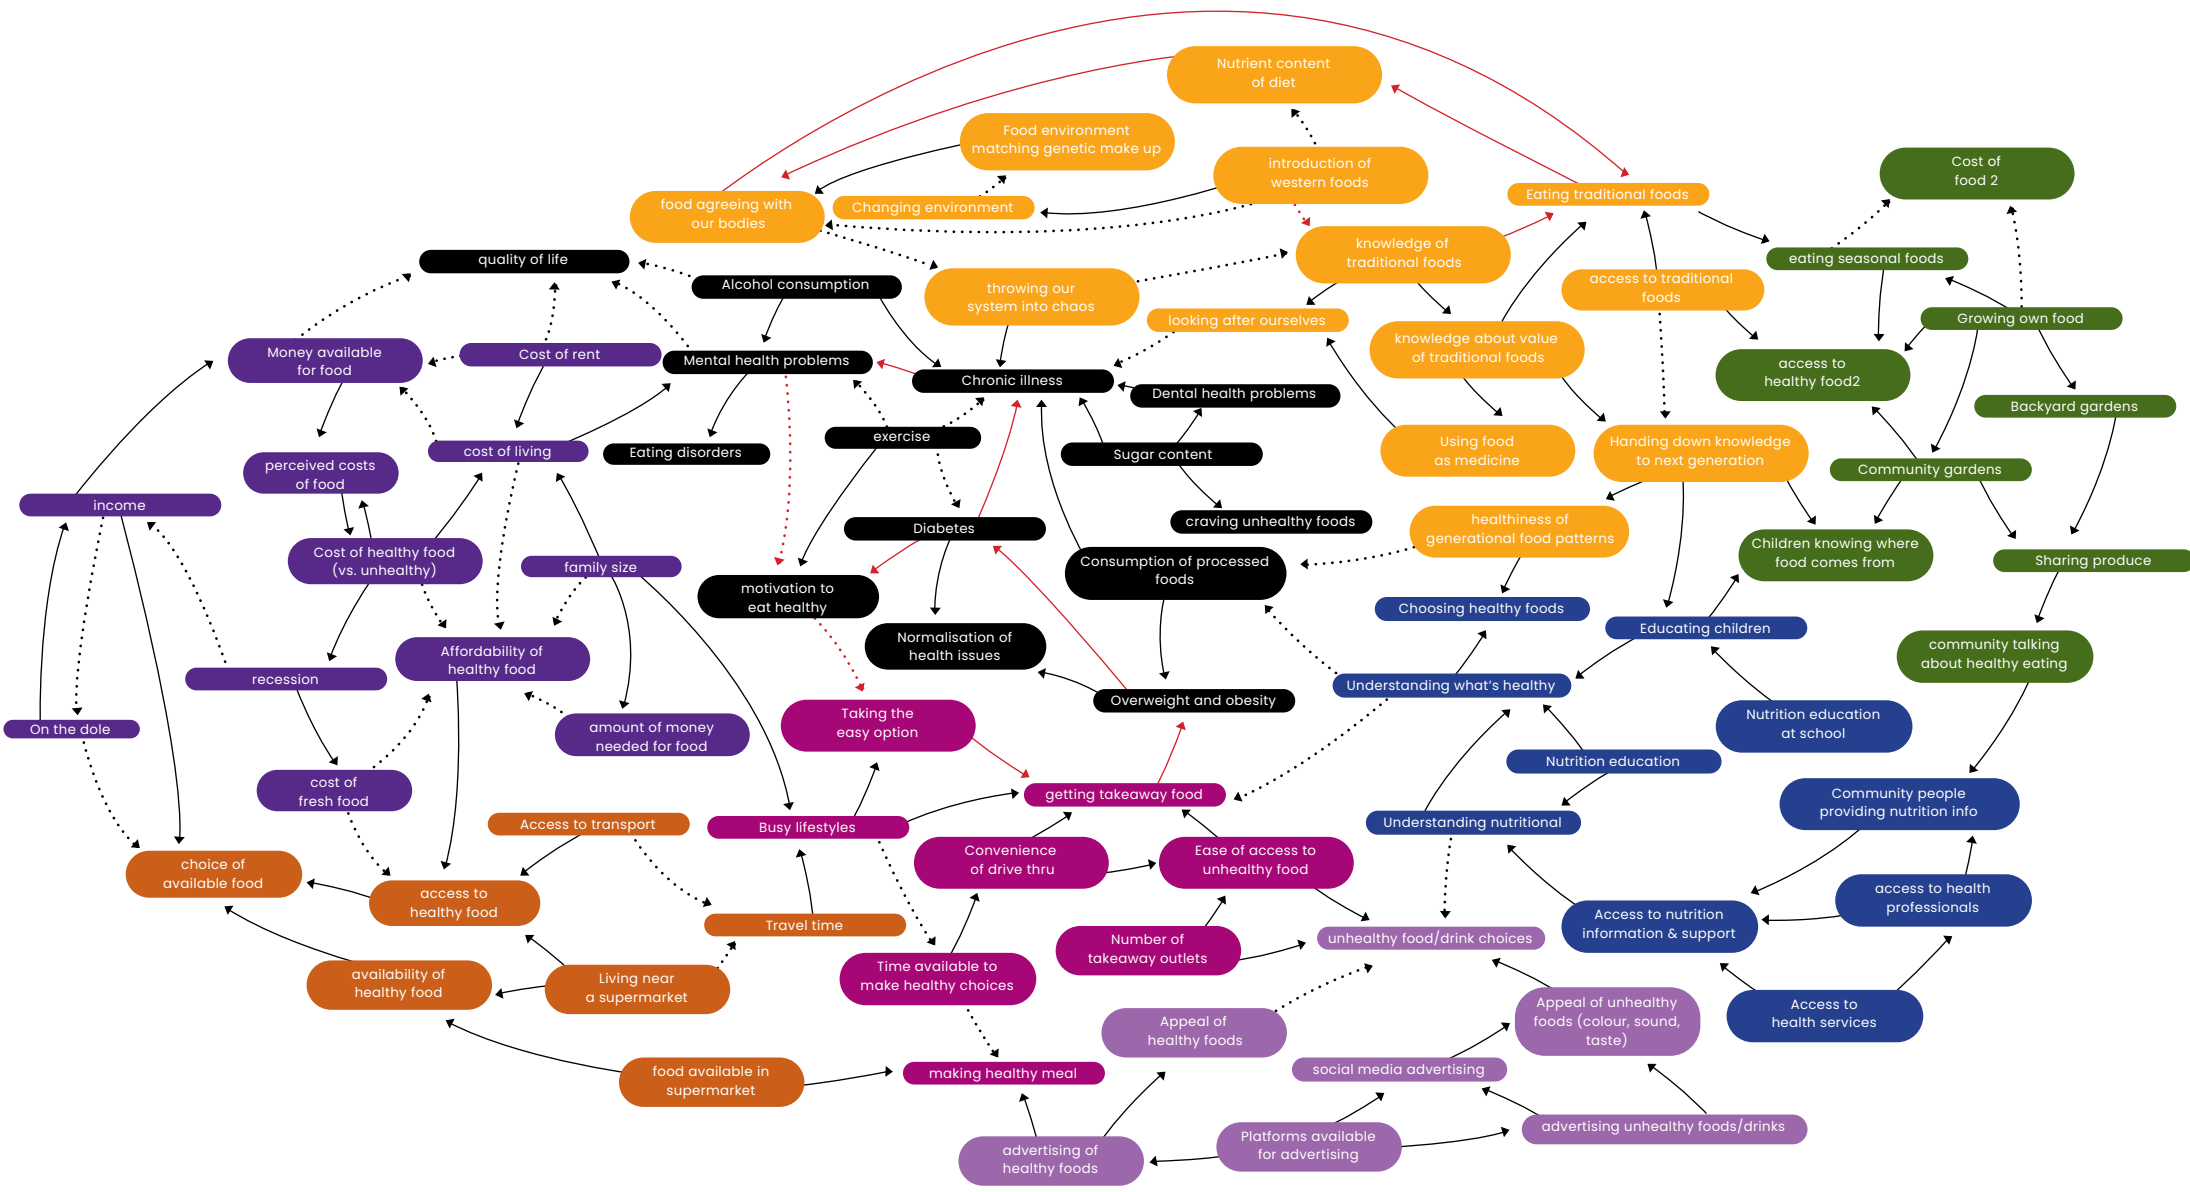 Nutrient content
of diet
Food environment
matching genetic make up
introduction of
western foods
Cost of
food 2
food agreeing with
our bodies
Changing environment
Eating traditional foods
knowledge of
traditional foods
eating seasonal foods
quality of life
Alcohol consumption
throwing our
system into chaos
access to traditional
foods
looking after ourselves
Growing own food
Money available
for food
Cost of rent
Mental health problems
knowledge about value
of traditional foods
access to
healthy food2
Chronic illness
Dental health problems
Backyard gardens
exercise
cost of living
Eating disorders
Sugar content
Using food
as medicine
Handing down knowledge
to next generation
Community gardens
perceived costs
of food
income
Diabetes
craving unhealthy foods
healthiness of
generational food patterns
Children knowing where
food comes from
Cost of healthy food
(vs. unhealthy)
family size
Consumption of processed
foods
Sharing produce
motivation to
eat healthy
Choosing healthy foods
Educating children
Normalisation of
health issues
Affordability of
healthy food
community talking
about healthy eating
recession
Understanding what's healthy
Overweight and obesity
On the dole
amount of money
needed for food
Taking the
easy option
Nutrition education
at school
Nutrition education
cost of
fresh food
getting takeaway food
Community people
providing nutrition info
Access to transport
Busy lifestyles
Understanding nutritional
choice of
available food
access to
healthy food
Convenience
of drive thru
Ease of access to
unhealthy food
access to health
professionals
Travel time
Number of
takeaway outlets
unhealthy food/drink choices
Access to nutrition
information & support
availability of
healthy food
Living near
a supermarket
Time available to
make healthy choices
Appeal of
healthy foods
Appeal of unhealthy
foods (colour, sound,
taste)
Access to
health services
food available in
supermarket
making healthy meal
social media advertising
advertising of
healthy foods
Platforms available
for advertising
advertising unhealthy foods/drinks